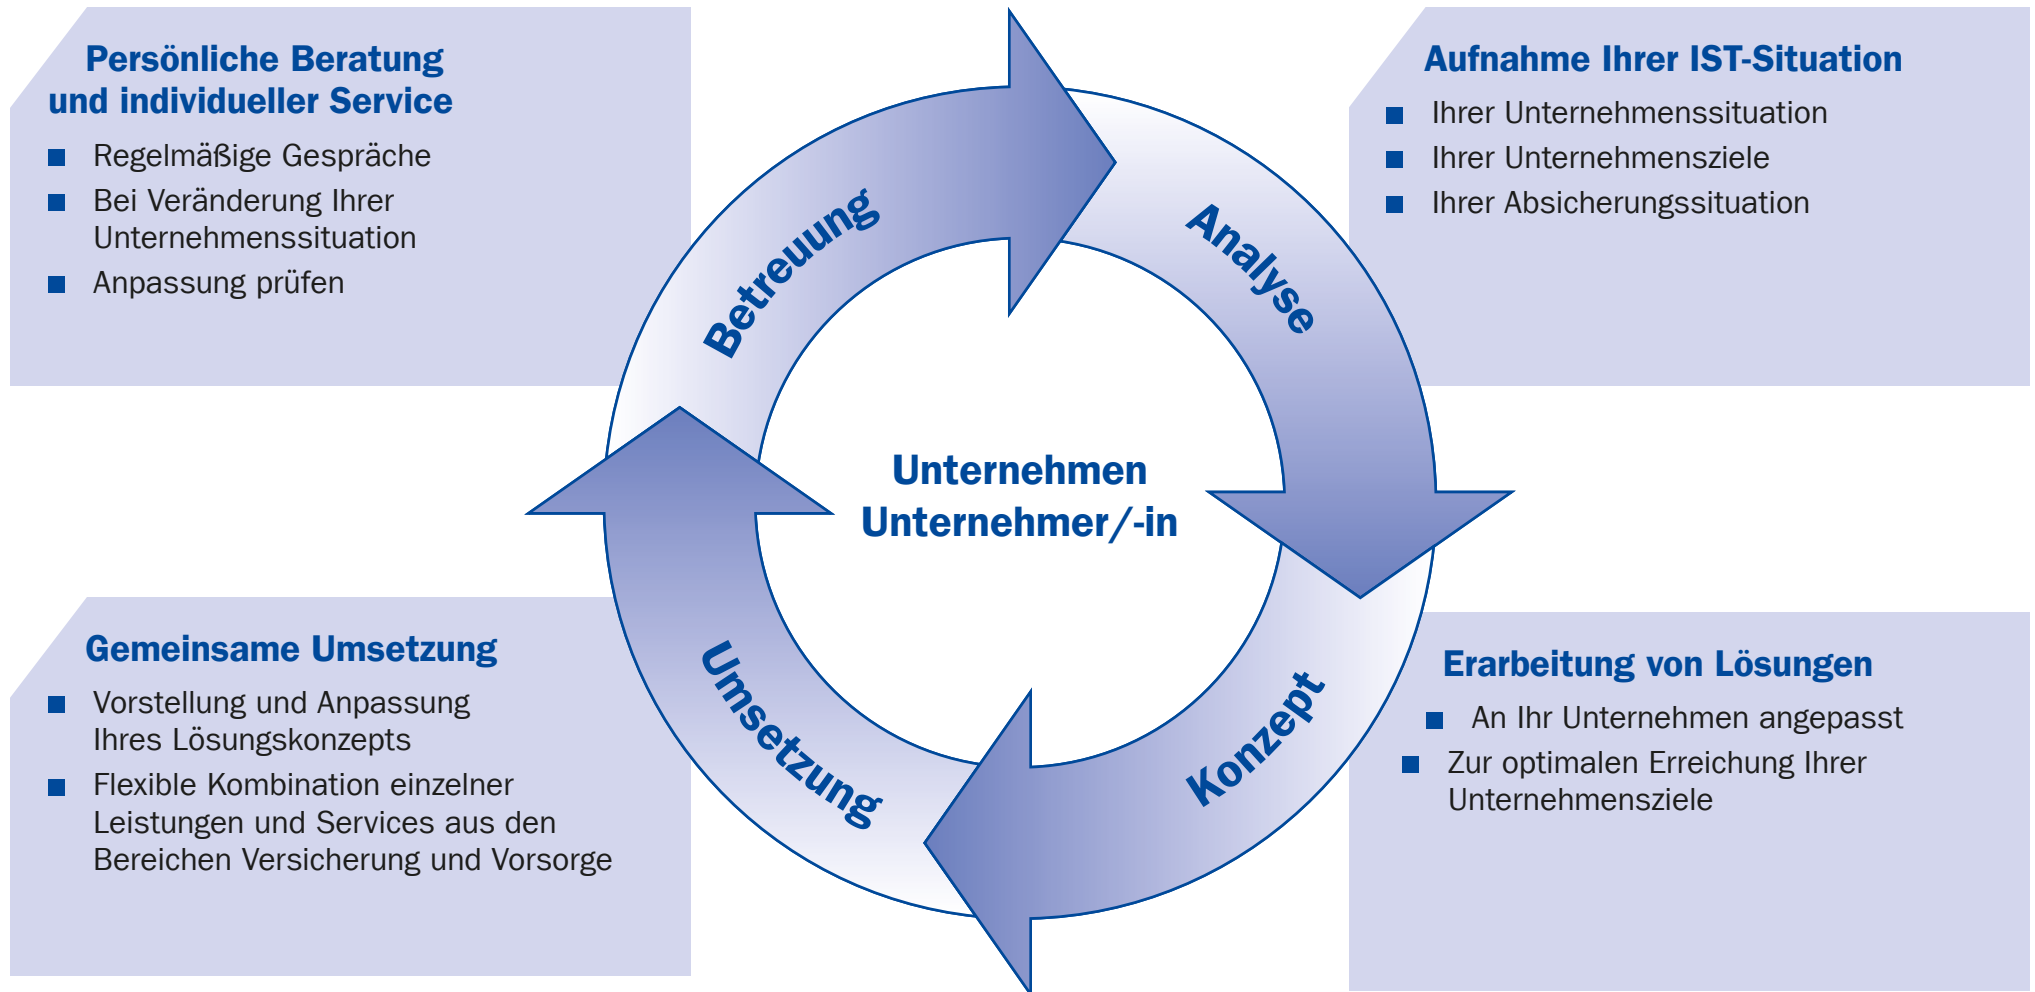 Persönliche Beratung
und individueller Service
Regelmäßige Gespräche
Bei Veränderung Ihrer
Unternehmenssituation
Anpassung prüfen
Aufnahme Ihrer IST-Situation
Ihrer Unternehmenssituation
Ihrer Unternehmensziele
Ihrer Absicherungssituation
Betreuung
Analyse
Unternehmen
Unternehmer/-in
Umsetzung
Konzept
Gemeinsame Umsetzung
Vorstellung und Anpassung
Ihres Lösungskonzepts
Flexible Kombination einzelner
Leistungen und Services aus den
Bereichen Versicherung und Vorsorge
Erarbeitung von Lösungen
An Ihr Unternehmen angepasst
Zur optimalen Erreichung Ihrer
Unternehmensziele